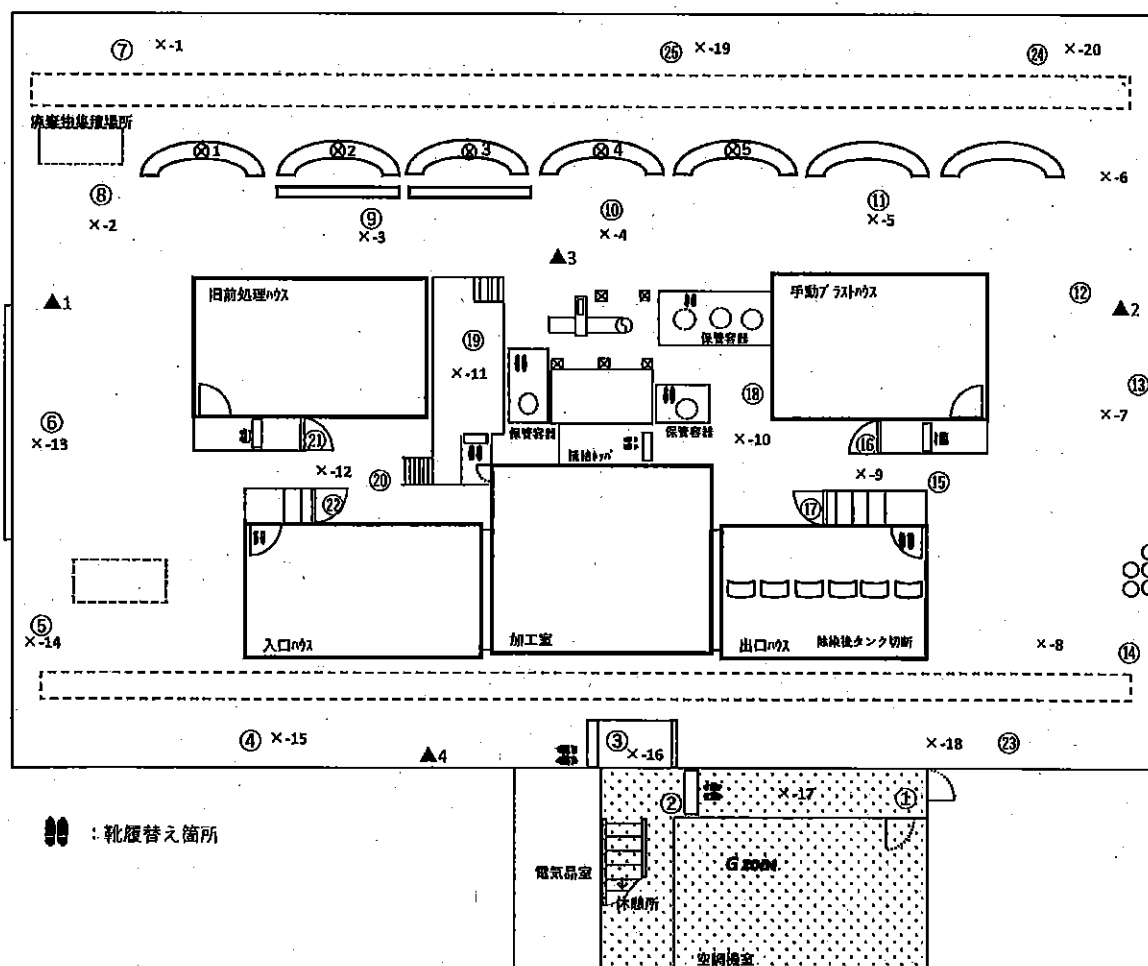 ⑦ ×-1 ㉕ ×-19 ㉔ ×-20
廃棄物集積場所
⊗1 ⊗2 ⊗3 ⊗4 ⊗5
×-6
⑧ ⑨ ⑩ ⑪
×-2 ×-3 ×-4 ×-5
▲3
旧前処理ハウス
手動ブラストハウス
⑫
▲1
▲2
保管容器
⑲
×-11
⑱
⑬
×-7
⑥
×-13
㉑
保管容器
保管容器
×-10
⑯
×-12
⑳
×-9
⑮
㉒
⑰
⑤
×-14
入口ハウス
加工室
出口ハウス
除染後タンク切断
×-8
⑭
④ ×-15
▲4
③
×-16
×-18
㉓
②
×-17
①
:靴履替え箇所
電気品室
休憩所
空調機室